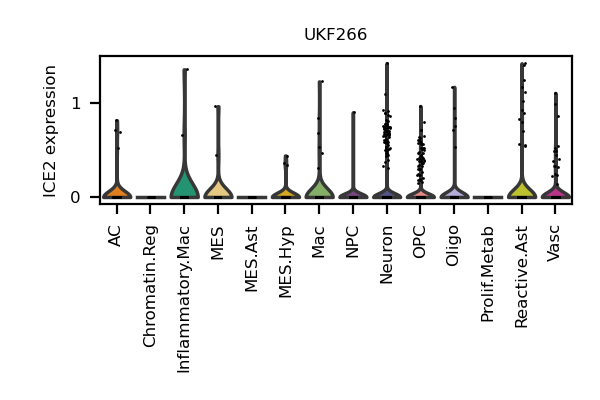 UKF266
ICE2 expression
1
0
AC
Chromatin.Reg
Inflammatory.Mac
MES
MES.Ast
MES.Hyp
Mac
NPC
Neuron
OPC
Oligo
Prolif.Metab
Reactive.Ast
Vasc